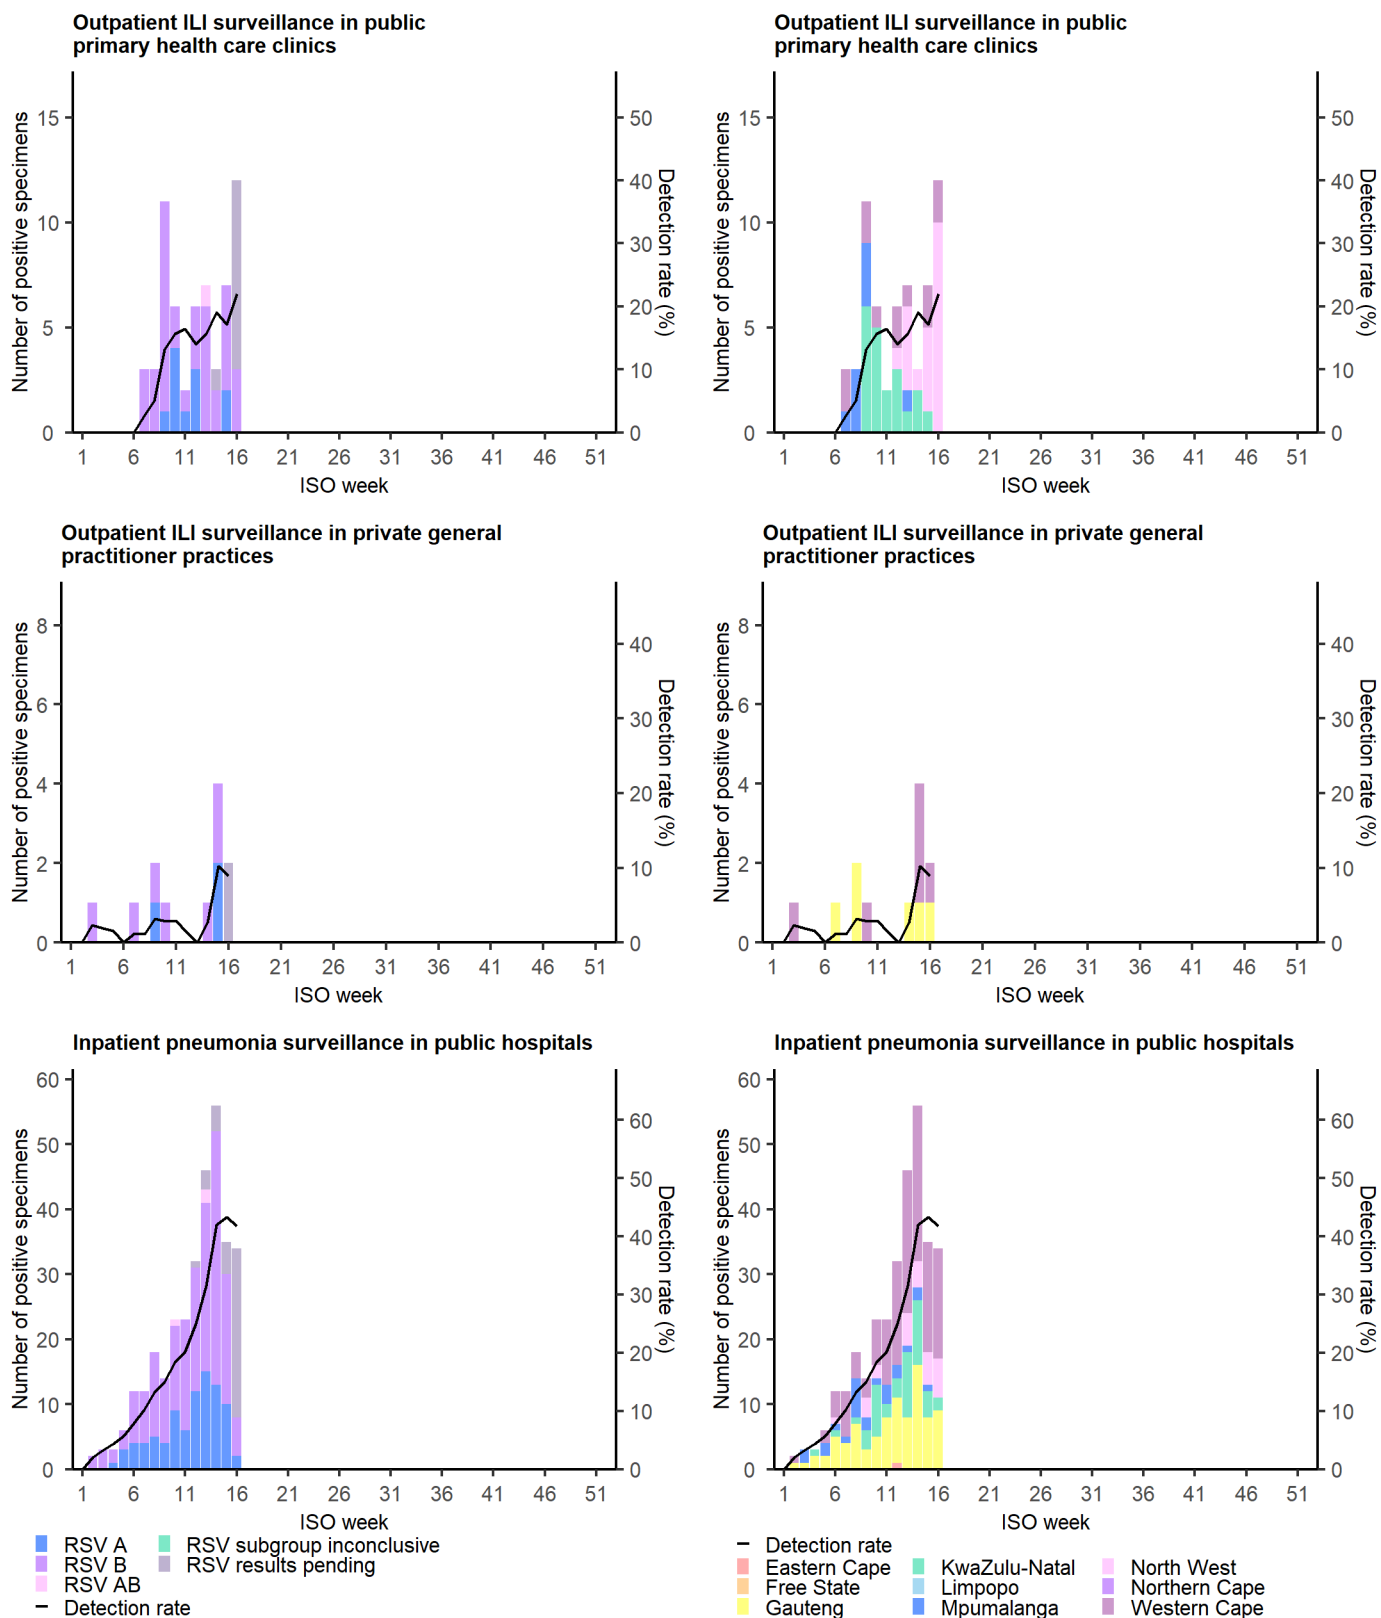 Outpatient ILI surveillance in public
primary health care clinics
Number of positive specimens
15
10
5
0
50
40
30
20
10
0
Detection rate (%)
1 6 11 16 21 26 31 36 41 46 51
ISO week
Outpatient ILI surveillance in public
primary health care clinics
Number of positive specimens
15
10
5
0
50
40
30
20
10
0
Detection rate (%)
1 6 11 16 21 26 31 36 41 46 51
ISO week
Outpatient ILI surveillance in private general
practitioner practices
Number of positive specimens
8
6
4
2
0
40
30
20
10
0
Detection rate (%)
1 6 11 16 21 26 31 36 41 46 51
ISO week
Outpatient ILI surveillance in private general
practitioner practices
Number of positive specimens
8
6
4
2
0
40
30
20
10
0
Detection rate (%)
1 6 11 16 21 26 31 36 41 46 51
ISO week
Inpatient pneumonia surveillance in public hospitals
Number of positive specimens
60
50
40
30
20
10
0
60
50
40
30
20
10
0
Detection rate (%)
1 6 11 16 21 26 31 36 41 46 51
ISO week
RSV A
RSV B
RSV AB
Detection rate
RSV subgroup inconclusive
RSV results pending
Inpatient pneumonia surveillance in public hospitals
Number of positive specimens
60
50
40
30
20
10
0
60
50
40
30
20
10
0
Detection rate (%)
1 6 11 16 21 26 31 36 41 46 51
ISO week
Detection rate
Eastern Cape
Free State
Gauteng
KwaZulu-Natal
Limpopo
Mpumalanga
North West
Northern Cape
Western Cape